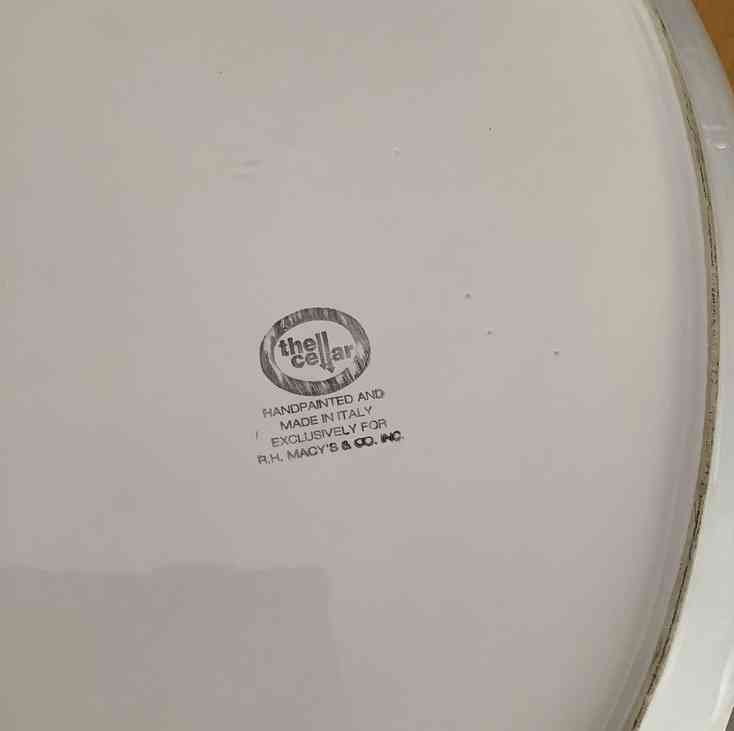 the
cellar
HANDPAINTED AND
MADE IN ITALY
EXCLUSIVELY FOR
R.H. MACY'S & CO. INC.